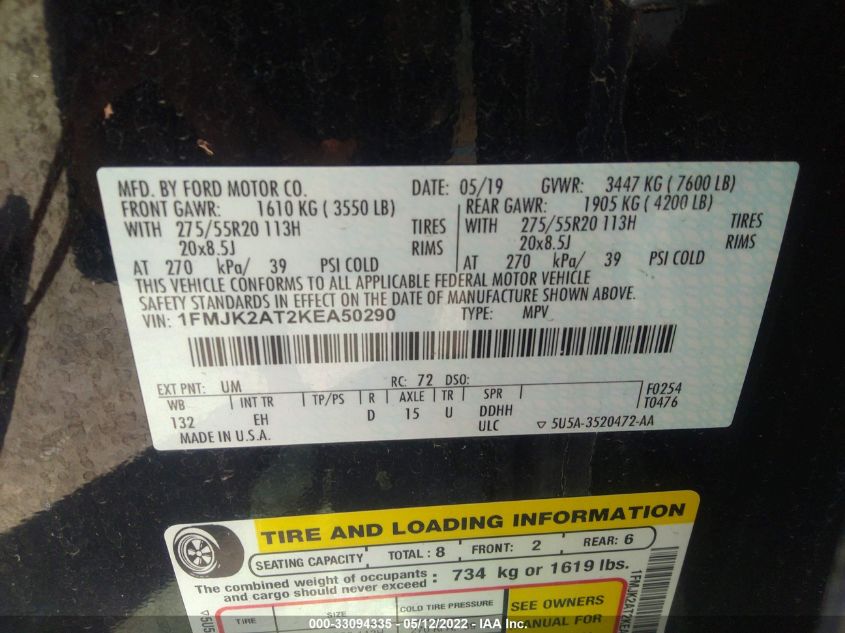 MFD. BY FORD MOTOR CO. DATE: 05/19 GVWR: 3447 KG ( 7600 LB)
FRONT GAWR: 1610 KG ( 3550 LB) REAR GAWR: 1905 KG ( 4200 LB)
WITH 275/55R20 113H TIRES WITH 275/55R20 113H TIRES
20x8.5J RIMS 20x8.5J RIMS
AT 270 kPa/ 39 PSI COLD AT 270 kPa/ 39 PSI COLD
THIS VEHICLE CONFORMS TO ALL APPLICABLE FEDERAL MOTOR VEHICLE
SAFETY STANDARDS IN EFFECT ON THE DATE OF MANUFACTURE SHOWN ABOVE.
VIN: 1FMJK2AT2KEA50290 TYPE: MPV
EXT PNT: UM RC: 72 DSO: F0254
WB INT TR TP/PS R AXLE TR SPR T0476
132 EH D 15 U DDHH
ULC ▽ 5U5A-3520472-AA
MADE IN U.S.A.
TIRE AND LOADING INFORMATION
SEATING CAPACITY TOTAL : 8 FRONT: 2 REAR: 6
The combined weight of occupants and cargo should never exceed : 734 kg or 1619 lbs.
TIRE SIZE COLD TIRE PRESSURE SEE OWNERS
MANUAL FOR
1FMJK2AT2KEA
▽5U5
--- 000-33094335 - 05/12/2022 - IAA Inc.